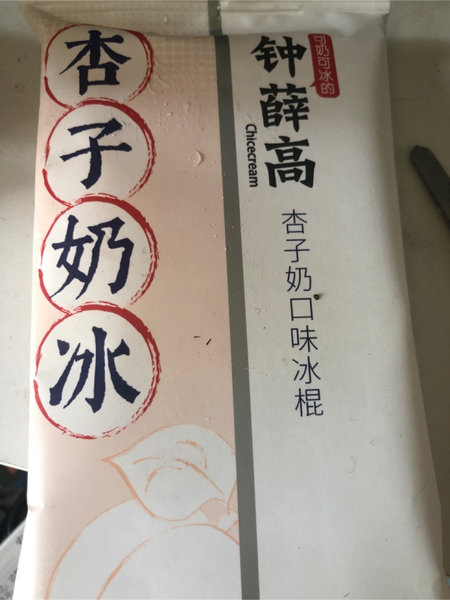 可奶可冰的
钟薛高
Chicecream
杏子奶口味冰棍
杏子奶冰